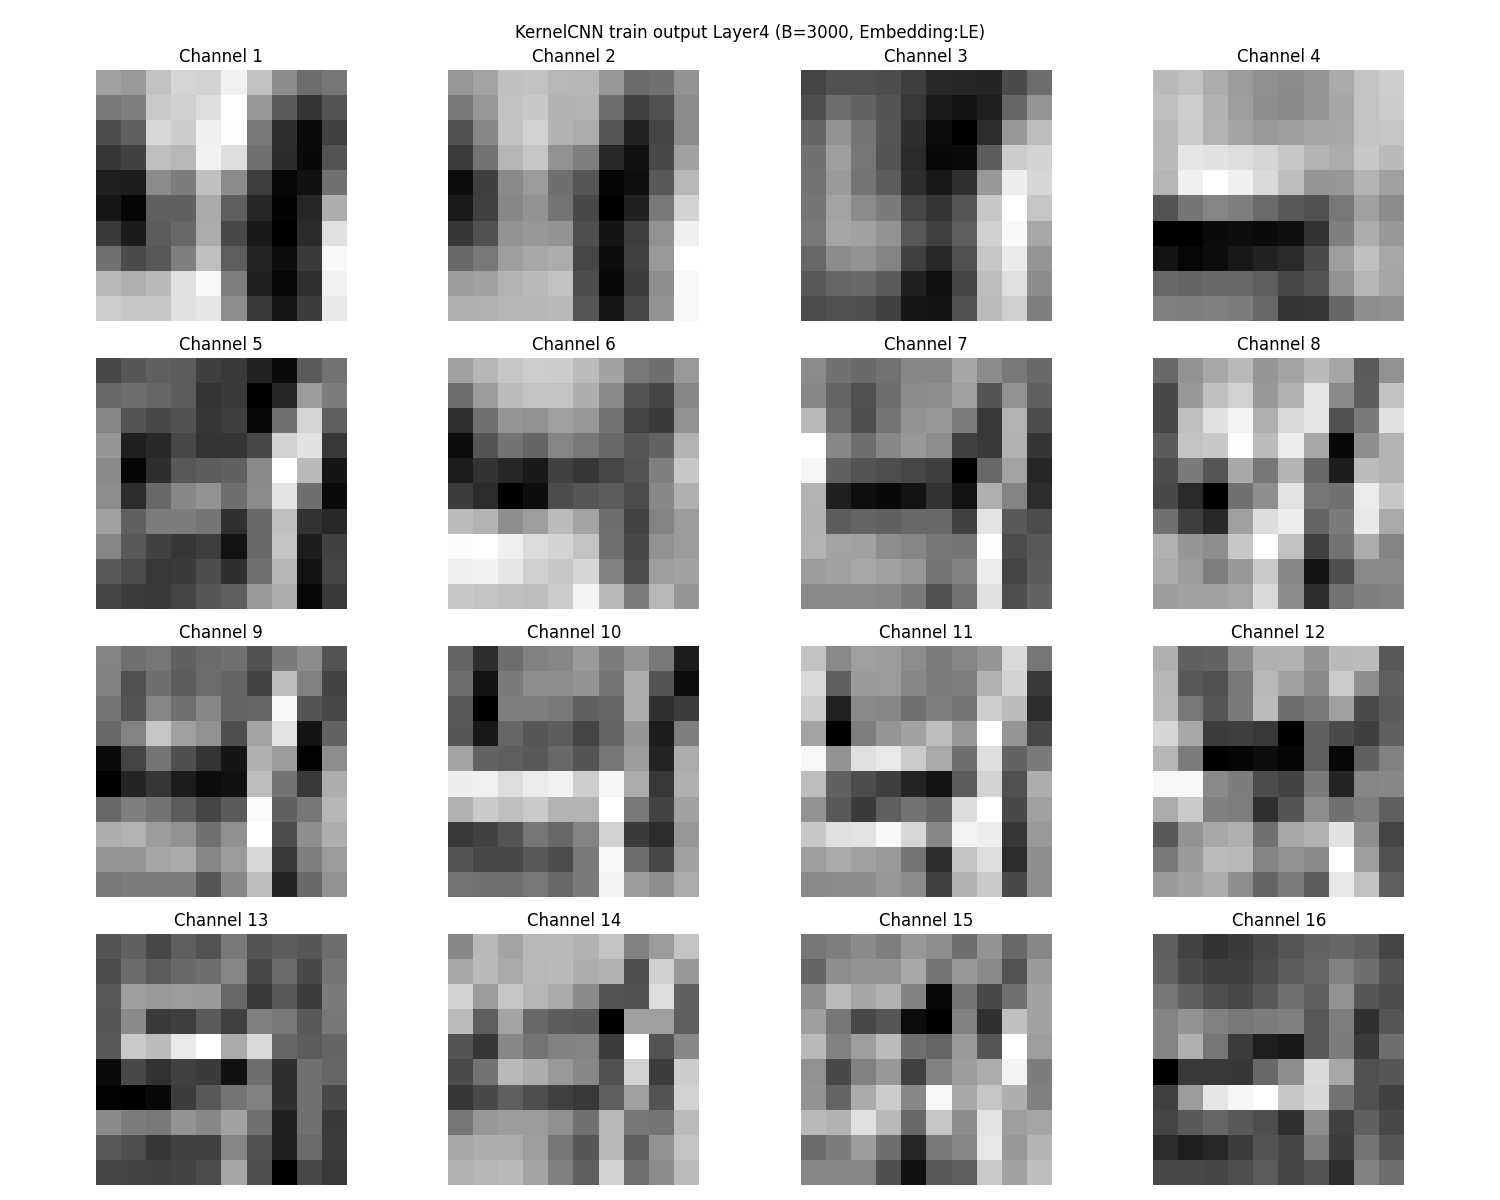 KernelCNN train output Layer4 (B=3000, Embedding:LE)
Channel 1 Channel 2 Channel 3 Channel 4
Channel 5 Channel 6 Channel 7 Channel 8
Channel 9 Channel 10 Channel 11 Channel 12
Channel 13 Channel 14 Channel 15 Channel 16